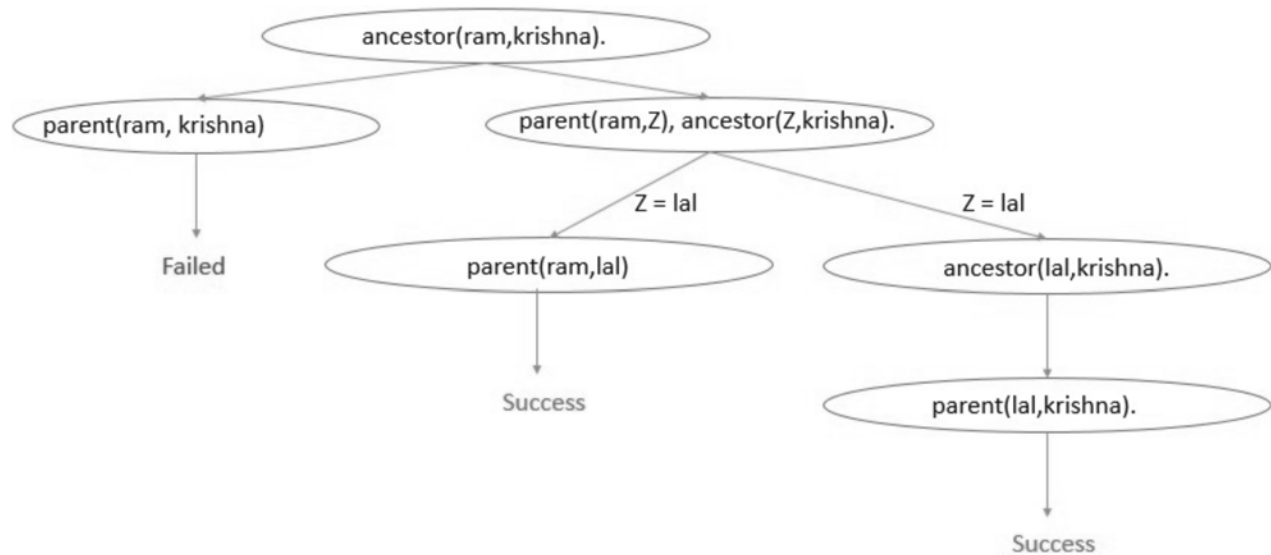 ancestor(ram,krishna).
parent(ram, krishna)
parent(ram,Z), ancestor(Z,krishna).
Z = lal
Z = lal
Failed
parent(ram,lal)
ancestor(lal,krishna).
Success
parent(lal,krishna).
Success